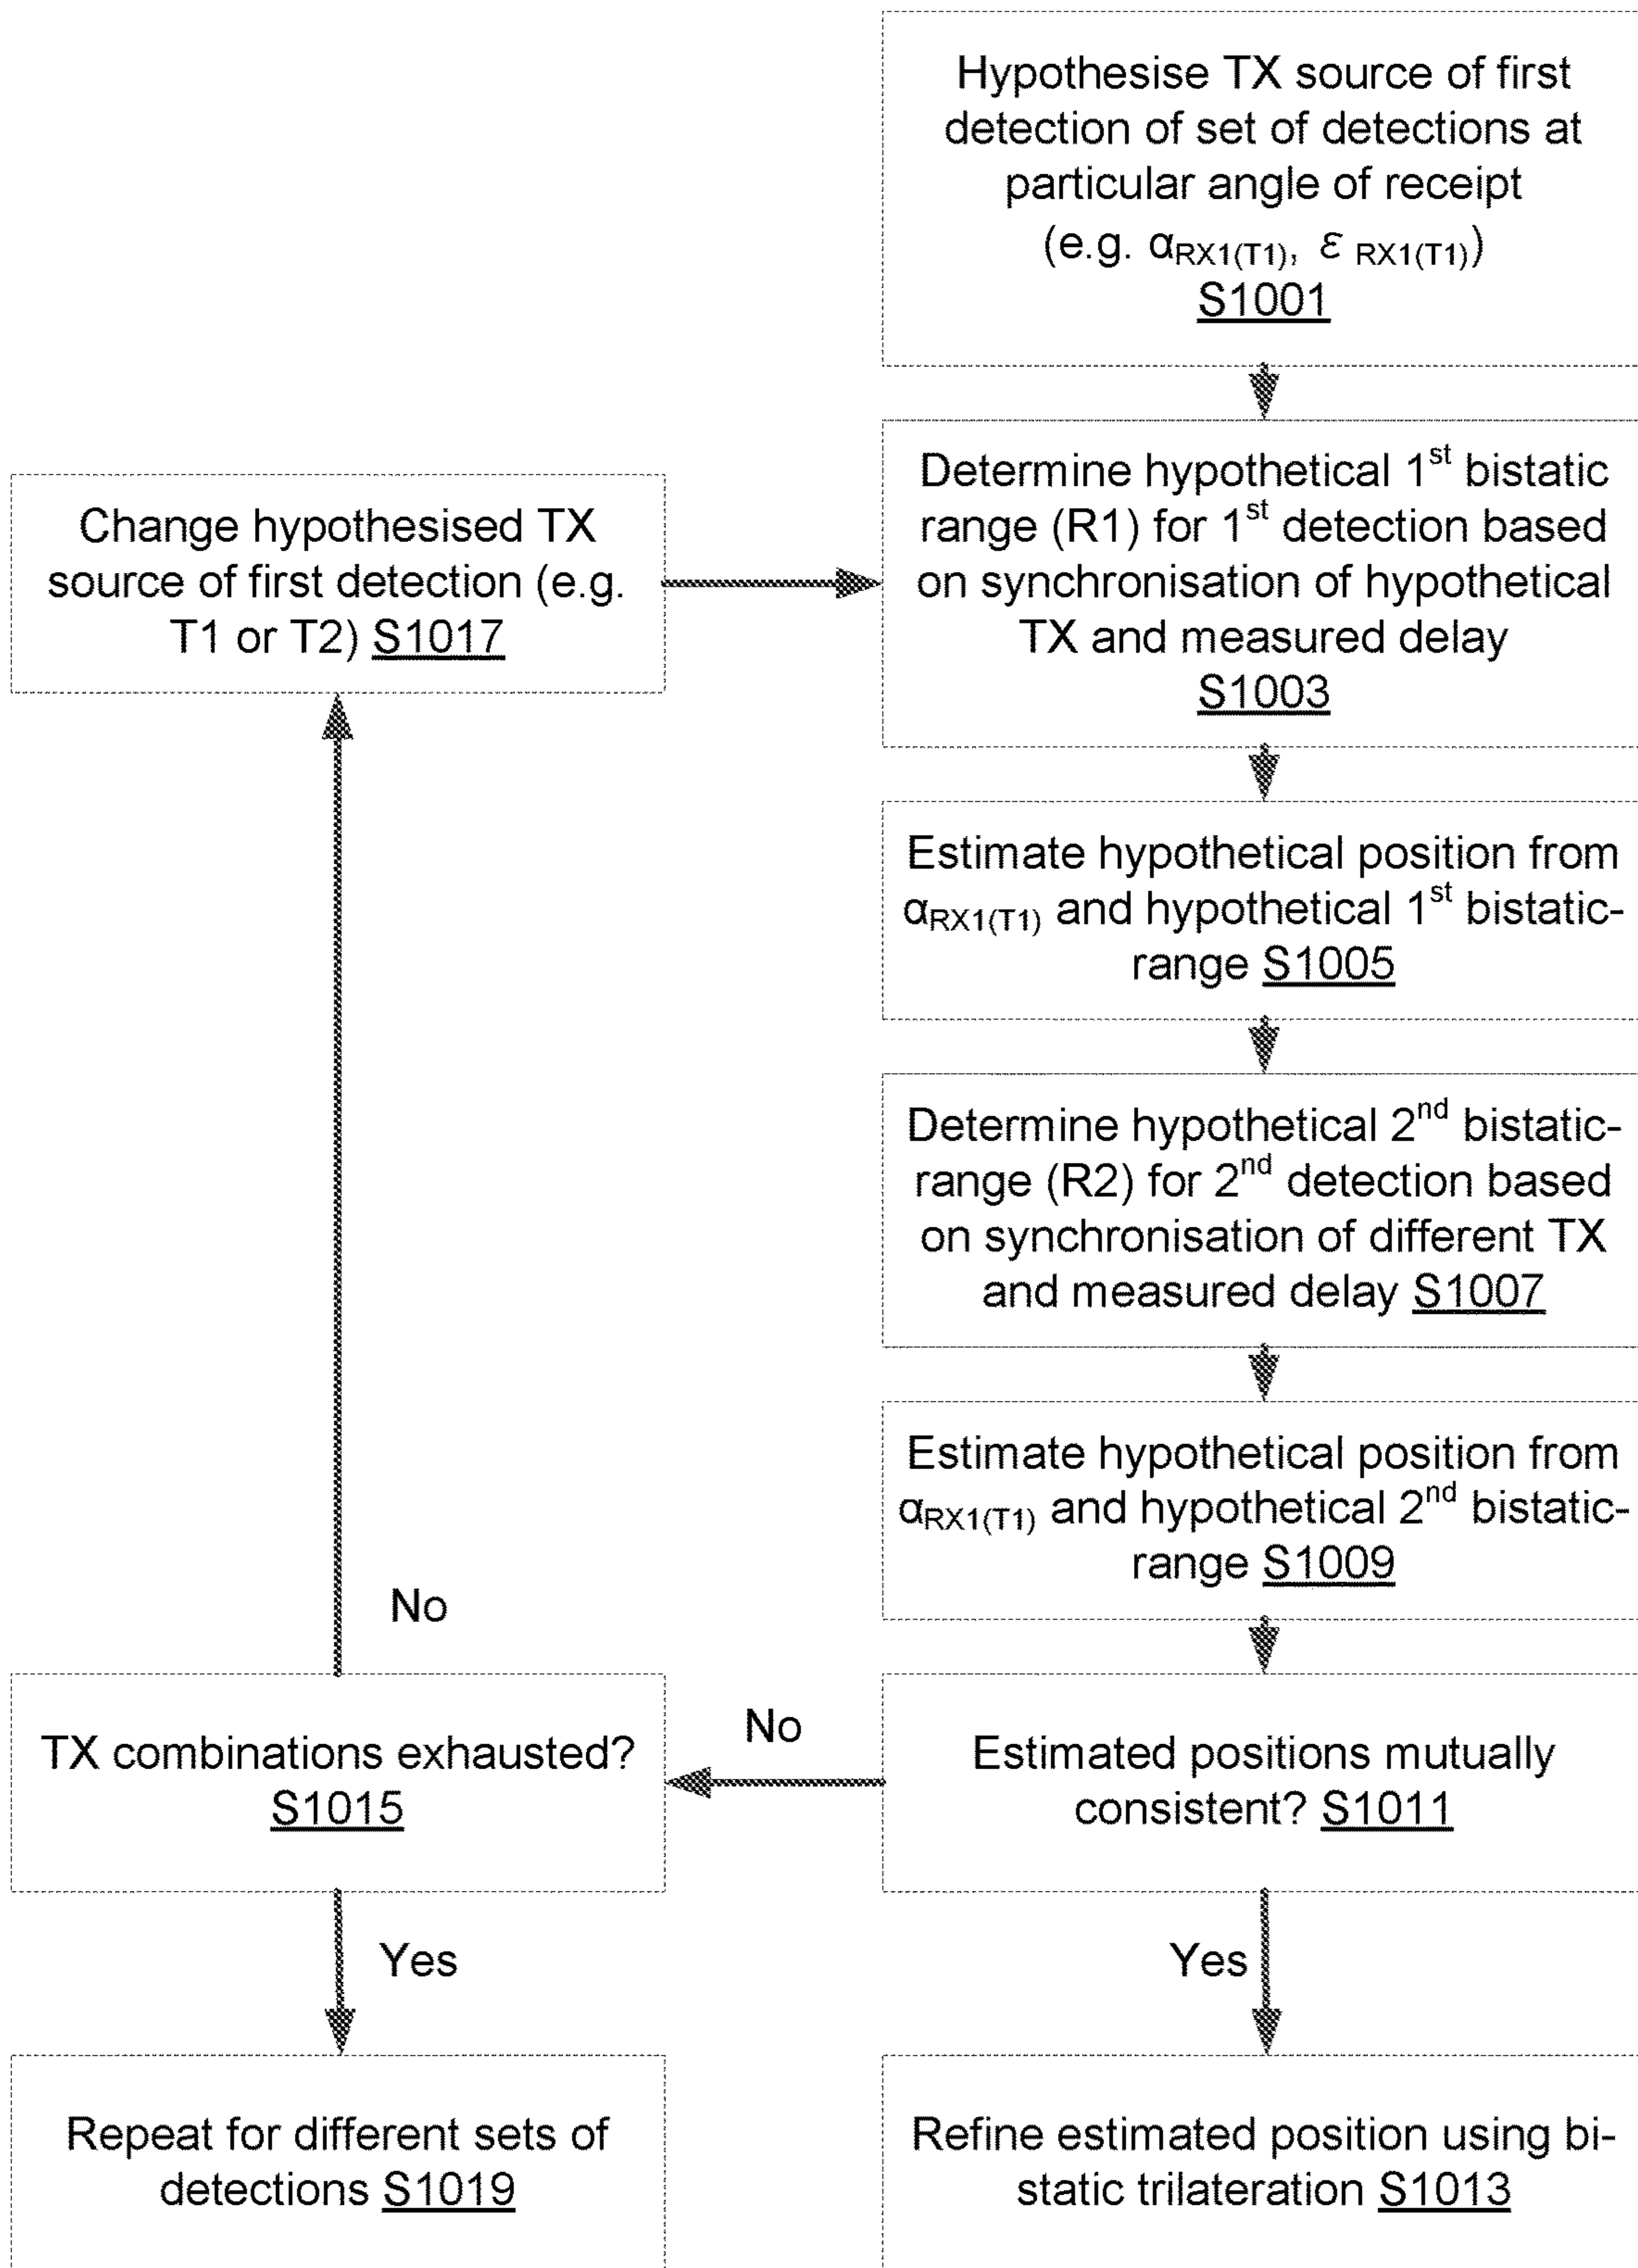 Hypothesise TX source of first
detection of set of detections at
particular angle of receipt
(e.g. αRX1(T1), ε RX1(T1))
S1001
Determine hypothetical 1st bistatic
range (R1) for 1st detection based
on synchronisation of hypothetical
TX and measured delay
S1003
Change hypothesised TX
source of first detection (e.g.
T1 or T2) S1017
Estimate hypothetical position from
αRX1(T1) and hypothetical 1st bistatic-
range S1005
Determine hypothetical 2nd bistatic-
range (R2) for 2nd detection based
on synchronisation of different TX
and measured delay S1007
Estimate hypothetical position from
αRX1(T1) and hypothetical 2nd bistatic-
range S1009
No
TX combinations exhausted?
S1015
No
Estimated positions mutually
consistent? S1011
Yes
Yes
Repeat for different sets of
detections S1019
Refine estimated position using bi-
static trilateration S1013